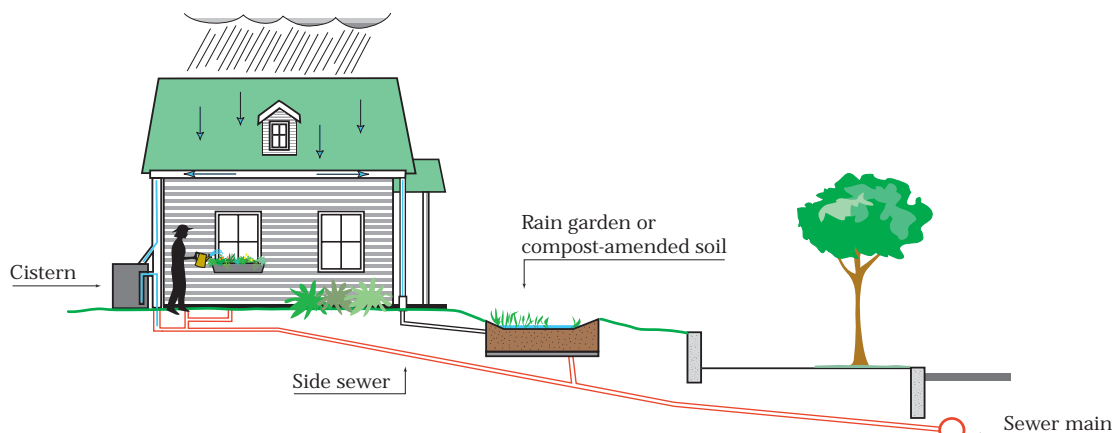 Rain garden or
compost-amended soil
Cistern
Side sewer
Sewer main